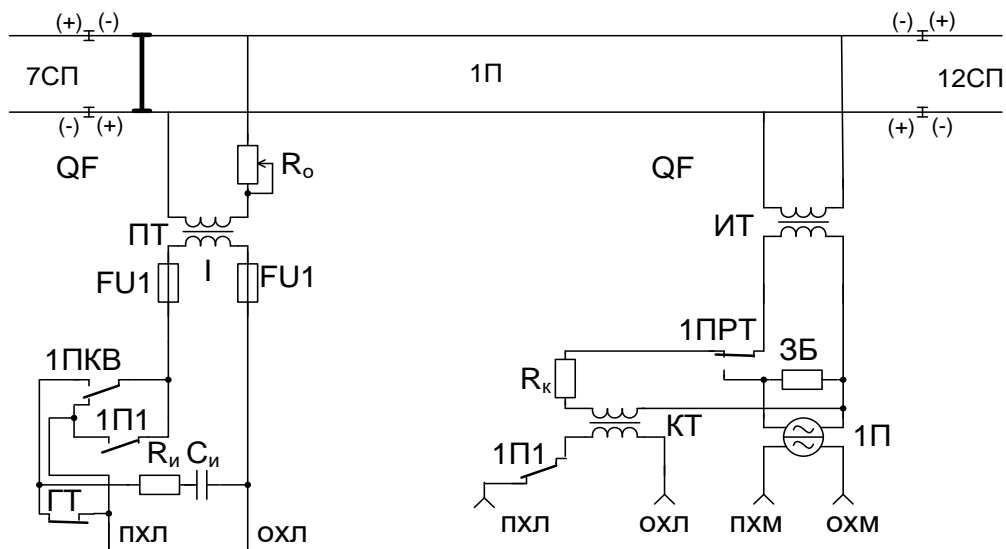 (+) (-) (-) (+)
7СП 1П 12СП
(-) (+) (+) (-)
QF Rо QF
ПТ ИТ
FU1 I FU1
1ПРТ ЗБ
1ПКВ Rк
1П1 КТ 1П
Rи Cи 1П1
ГТ
ПХЛ ОХЛ ПХЛ ОХЛ ПХМ ОХМ